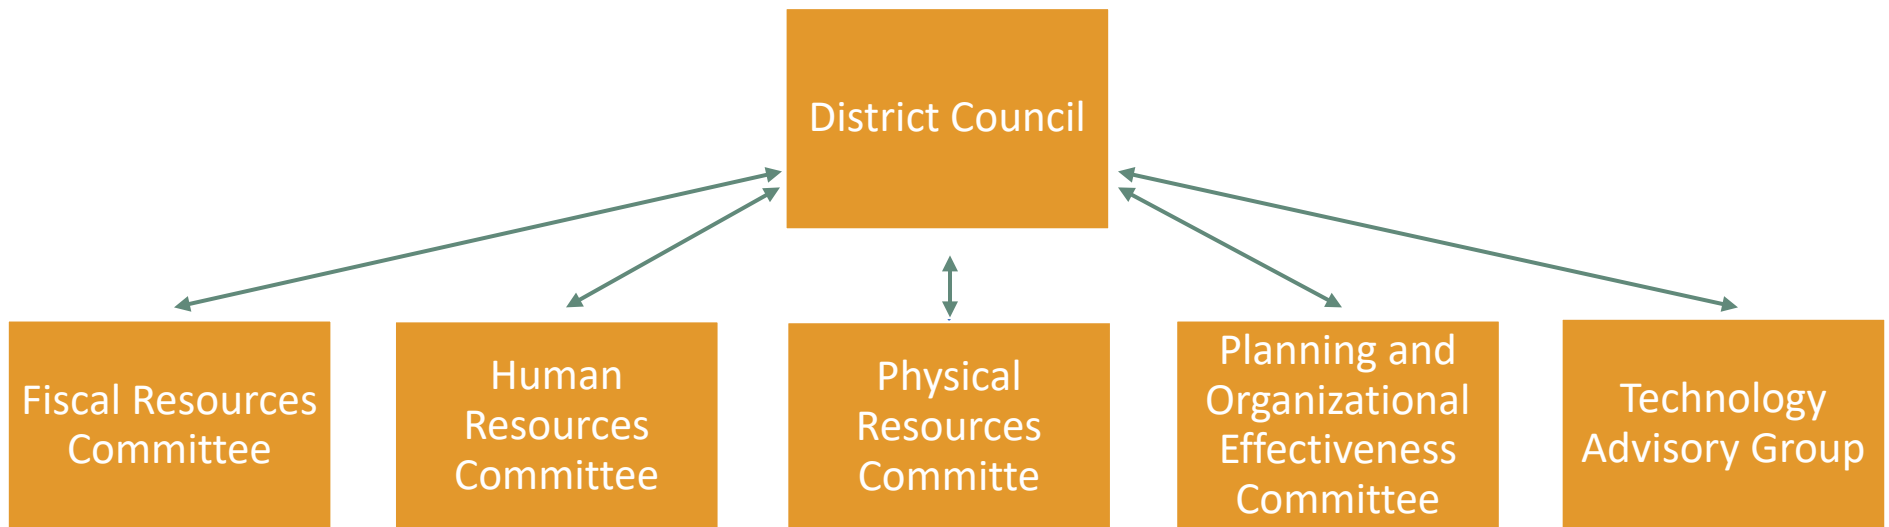 District Council
Fiscal Resources
Committee
Human
Resources
Committee
Physical
Resources
Committe
Planning and
Organizational
Effectiveness
Committee
Technology
Advisory Group